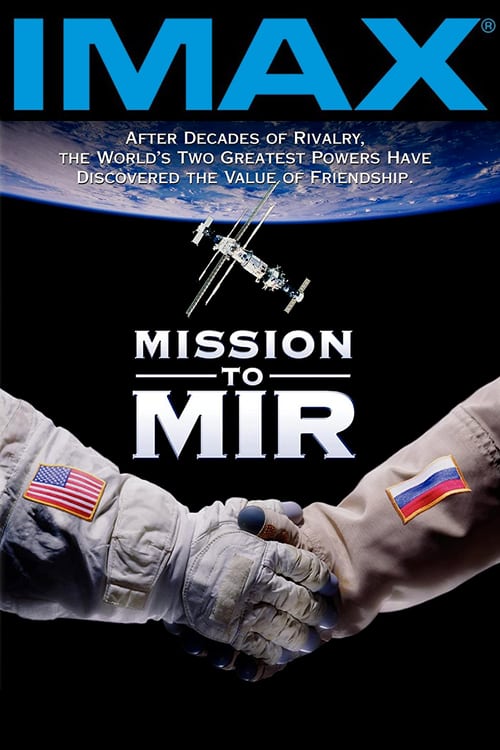 IMAX®
After Decades of Rivalry,
the World's Two Greatest Powers Have
Discovered the Value of Friendship.
MISSION
TO
MIR